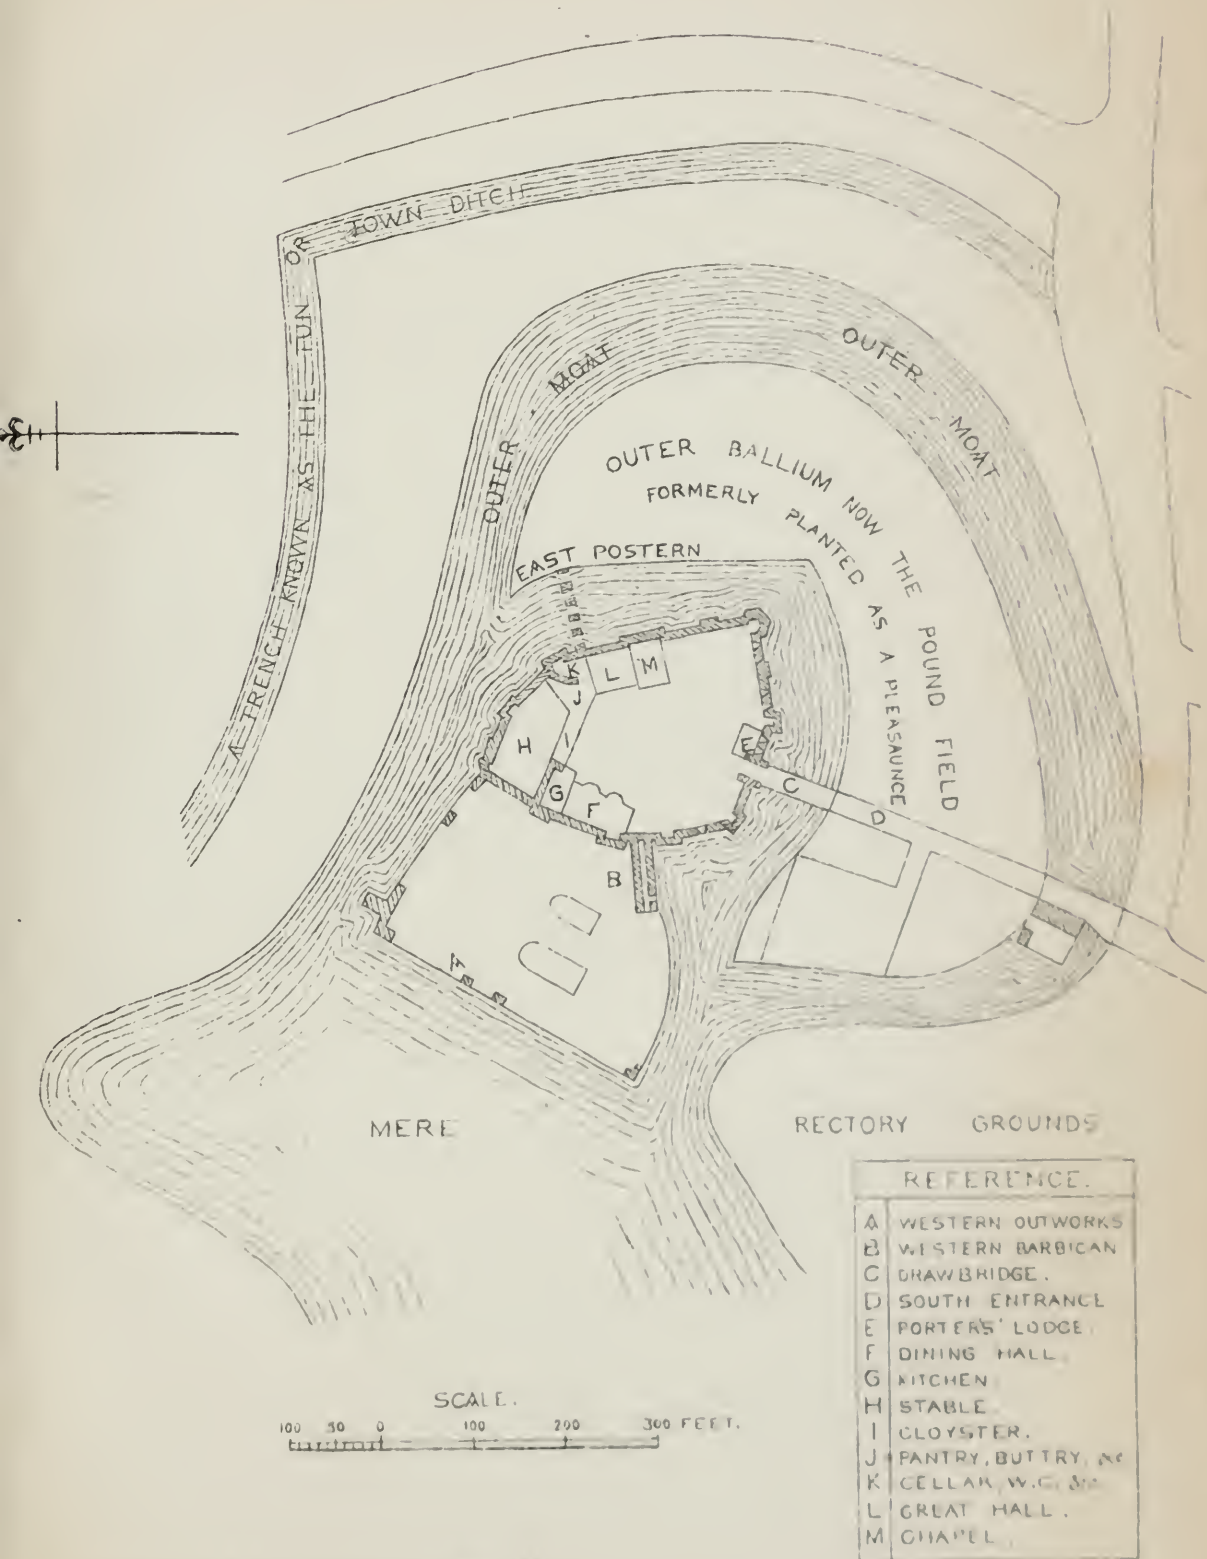 A TRENCH KNOWN AS THE FUN OR TOWN DITCH
OUTER MOAT
OUTER MOAT
OUTER BALLIUM NOW THE POUND FIELD
FORMERLY PLANTED AS A PLEASAUNCE
EAST POSTERN
K
L
M
J
H
I
E
G
F
C
D
B
A
MERE
RECTORY GROUNDS
REFERENCE.
A WESTERN OUTWORKS
B WESTERN BARBICAN
C DRAWBRIDGE.
D SOUTH ENTRANCE
E PORTERS' LODGE.
F DINING HALL.
G KITCHEN
H STABLE
I CLOYSTER.
J PANTRY, BUTTRY, &c
K CELLAR, W.C. &c
L GREAT HALL.
M CHAPEL.
SCALE.
100 50 0 100 200 300 FEET.